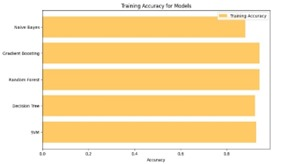 Training Accuracy for Models
Training Accuracy
Naive Bayes
Gradient Boosting
Random Forest
Decision Tree
SVM
0.0 0.2 0.4 0.6 0.8
Accuracy